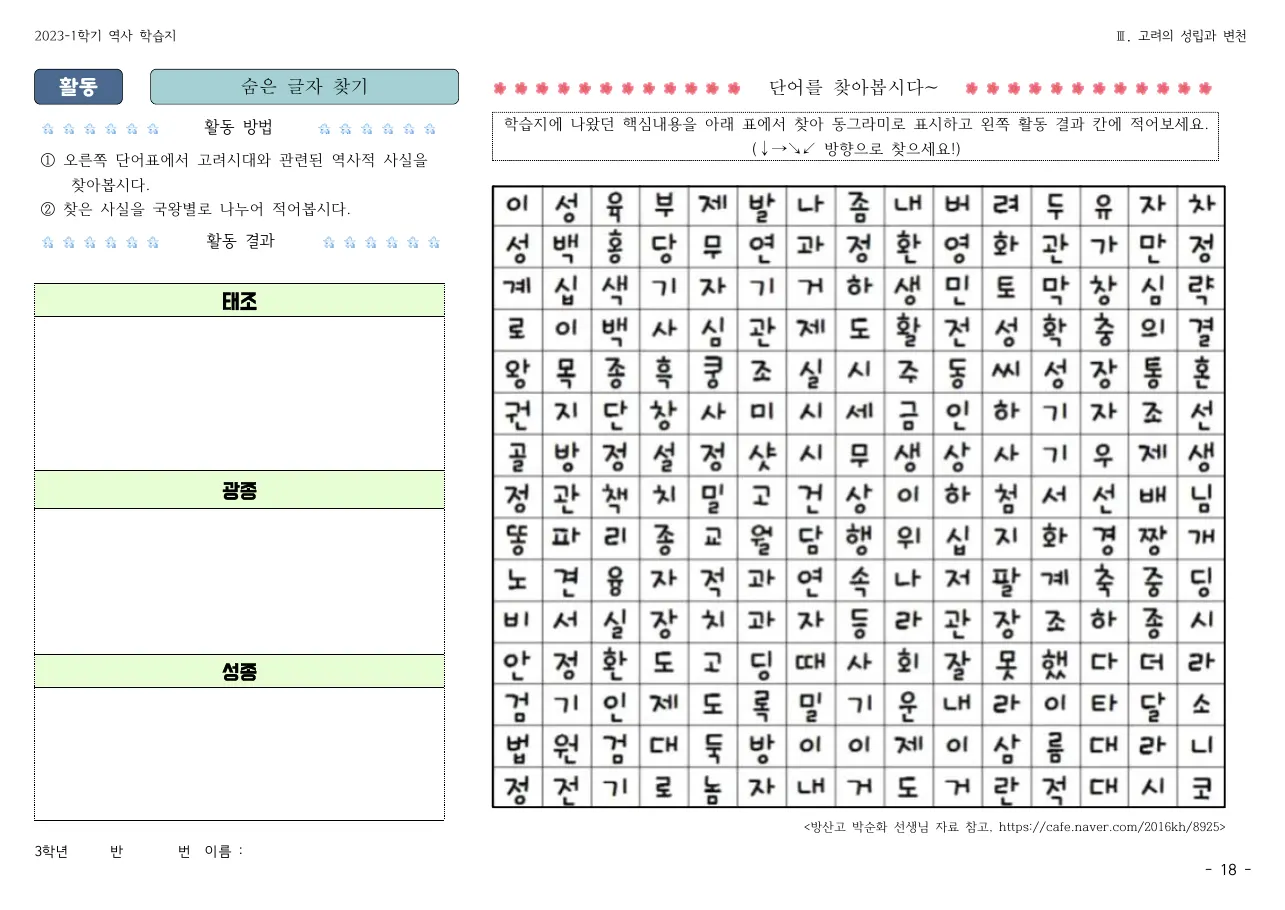 2023-1학기 역사 학습지
Ⅲ. 고려의 성립과 변천
활동
숨은 글자 찾기
활동 방법
① 오른쪽 단어표에서 고려시대와 관련된 역사적 사실을
찾아봅시다.
② 찾은 사실을 국왕별로 나누어 적어봅시다.
활동 결과
태조
광종
성종
3학년 반 번 이름 :
단어를 찾아봅시다~
학습지에 나왔던 핵심내용을 아래 표에서 찾아 동그라미로 표시하고 왼쪽 활동 결과 칸에 적어보세요.
(↓→↘↙ 방향으로 찾으세요!)
이 성 육 부 제 발 나 좀 내 버 려 두 유 자 차
성 백 홍 당 무 연 과 정 환 영 화 관 가 만 정
계 십 색 기 자 기 거 하 생 민 토 막 창 심 략
로 이 백 사 심 관 제 도 활 전 성 확 충 의 결
왕 목 종 흑 쿵 조 실 시 주 동 씨 성 장 통 혼
권 지 단 창 사 미 시 세 금 인 하 기 자 조 선
골 방 정 설 정 샷 시 무 생 상 사 기 우 제 생
정 관 책 치 밀 고 건 상 이 하 첨 서 선 배 님
똥 파 리 종 교 월 담 행 위 십 지 화 경 짱 개
노 견 융 자 적 과 연 속 나 저 팔 계 축 중 딩
비 서 실 장 치 과 자 등 라 관 장 조 하 종 시
안 정 환 도 고 딩 때 사 회 잘 못 했 다 더 라
검 기 인 제 도 록 밀 기 운 내 라 이 타 달 소
법 원 검 대 둑 방 이 이 제 이 삼 름 대 라 니
정 전 기 로 놈 자 내 거 도 거 란 적 대 시 코
<방산고 박순화 선생님 자료 참고, https://cafe.naver.com/2016kh/8925>
- 18 -